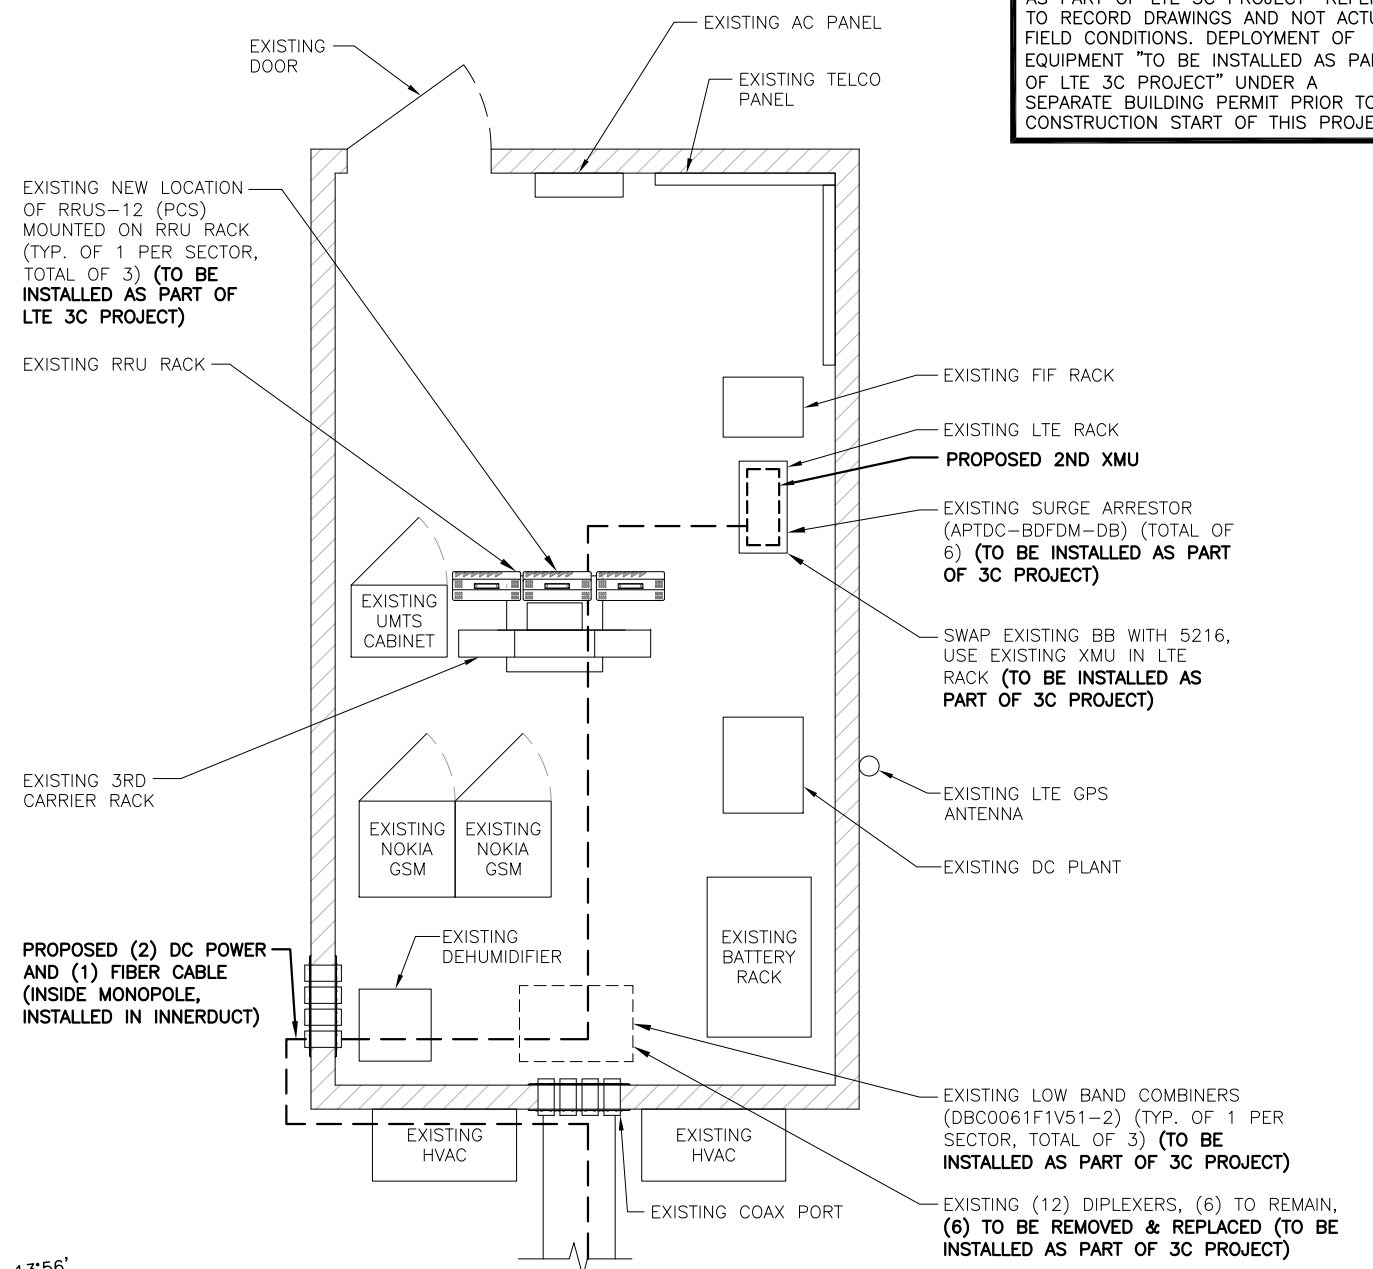 AS PART OF LTE 3C PROJECT"
TO RECORD DRAWINGS AND NOT
FIELD CONDITIONS. DEPLOYMENT OF
EQUIPMENT "TO BE INSTALLED AS
OF LTE 3C PROJECT" UNDER A
SEPARATE BUILDING PERMIT PRIOR TO
CONSTRUCTION START OF THIS
EXISTING AC PANEL
EXISTING
DOOR
EXISTING TELCO
PANEL
EXISTING NEW LOCATION
OF RRUS-12 (PCS)
MOUNTED ON RRU RACK
(TYP. OF 1 PER SECTOR,
TOTAL OF 3) (TO BE
INSTALLED AS PART OF
LTE 3C PROJECT)
EXISTING RRU RACK
EXISTING FIF RACK
EXISTING LTE RACK
PROPOSED 2ND XMU
EXISTING SURGE ARRESTOR
(APTDC-BDFDM-DB) (TOTAL OF
6) (TO BE INSTALLED AS PART
OF 3C PROJECT)
EXISTING
UMTS
CABINET
SWAP EXISTING BB WITH 5216,
USE EXISTING XMU IN LTE
RACK (TO BE INSTALLED AS
PART OF 3C PROJECT)
EXISTING 3RD
CARRIER RACK
EXISTING LTE GPS
ANTENNA
EXISTING
NOKIA
GSM
EXISTING
NOKIA
GSM
EXISTING DC PLANT
PROPOSED (2) DC POWER
AND (1) FIBER CABLE
(INSIDE MONOPOLE,
INSTALLED IN INNERDUCT)
EXISTING
DEHUMIDIFIER
EXISTING
BATTERY
RACK
EXISTING LOW BAND COMBINERS
(DBC0061F1V51-2) (TYP. OF 1 PER
SECTOR, TOTAL OF 3) (TO BE
INSTALLED AS PART OF 3C PROJECT)
EXISTING
HVAC
EXISTING
HVAC
EXISTING COAX PORT
EXISTING (12) DIPLEXERS, (6) TO REMAIN,
(6) TO BE REMOVED & REPLACED (TO BE
INSTALLED AS PART OF 3C PROJECT)